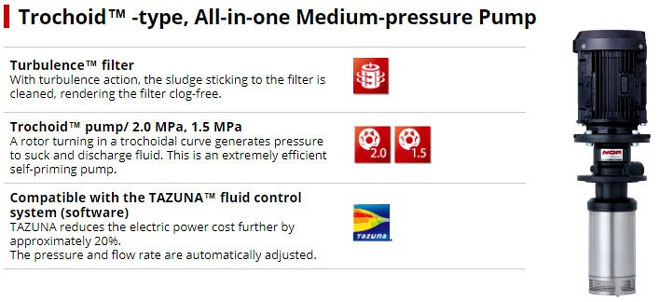 Trochoid™ -type, All-in-one Medium-pressure Pump
Turbulence™ filter
With turbulence action, the sludge sticking to the filter is
cleaned, rendering the filter clog-free.
Trochoid™ pump/ 2.0 MPa, 1.5 MPa
A rotor turning in a trochoidal curve generates pressure
to suck and discharge fluid. This is an extremely efficient
self-priming pump.
2.0 1.5
Compatible with the TAZUNA™ fluid control
system (software)
TAZUNA reduces the electric power cost further by
approximately 20%.
The pressure and flow rate are automatically adjusted.
TAZUNA
NOP